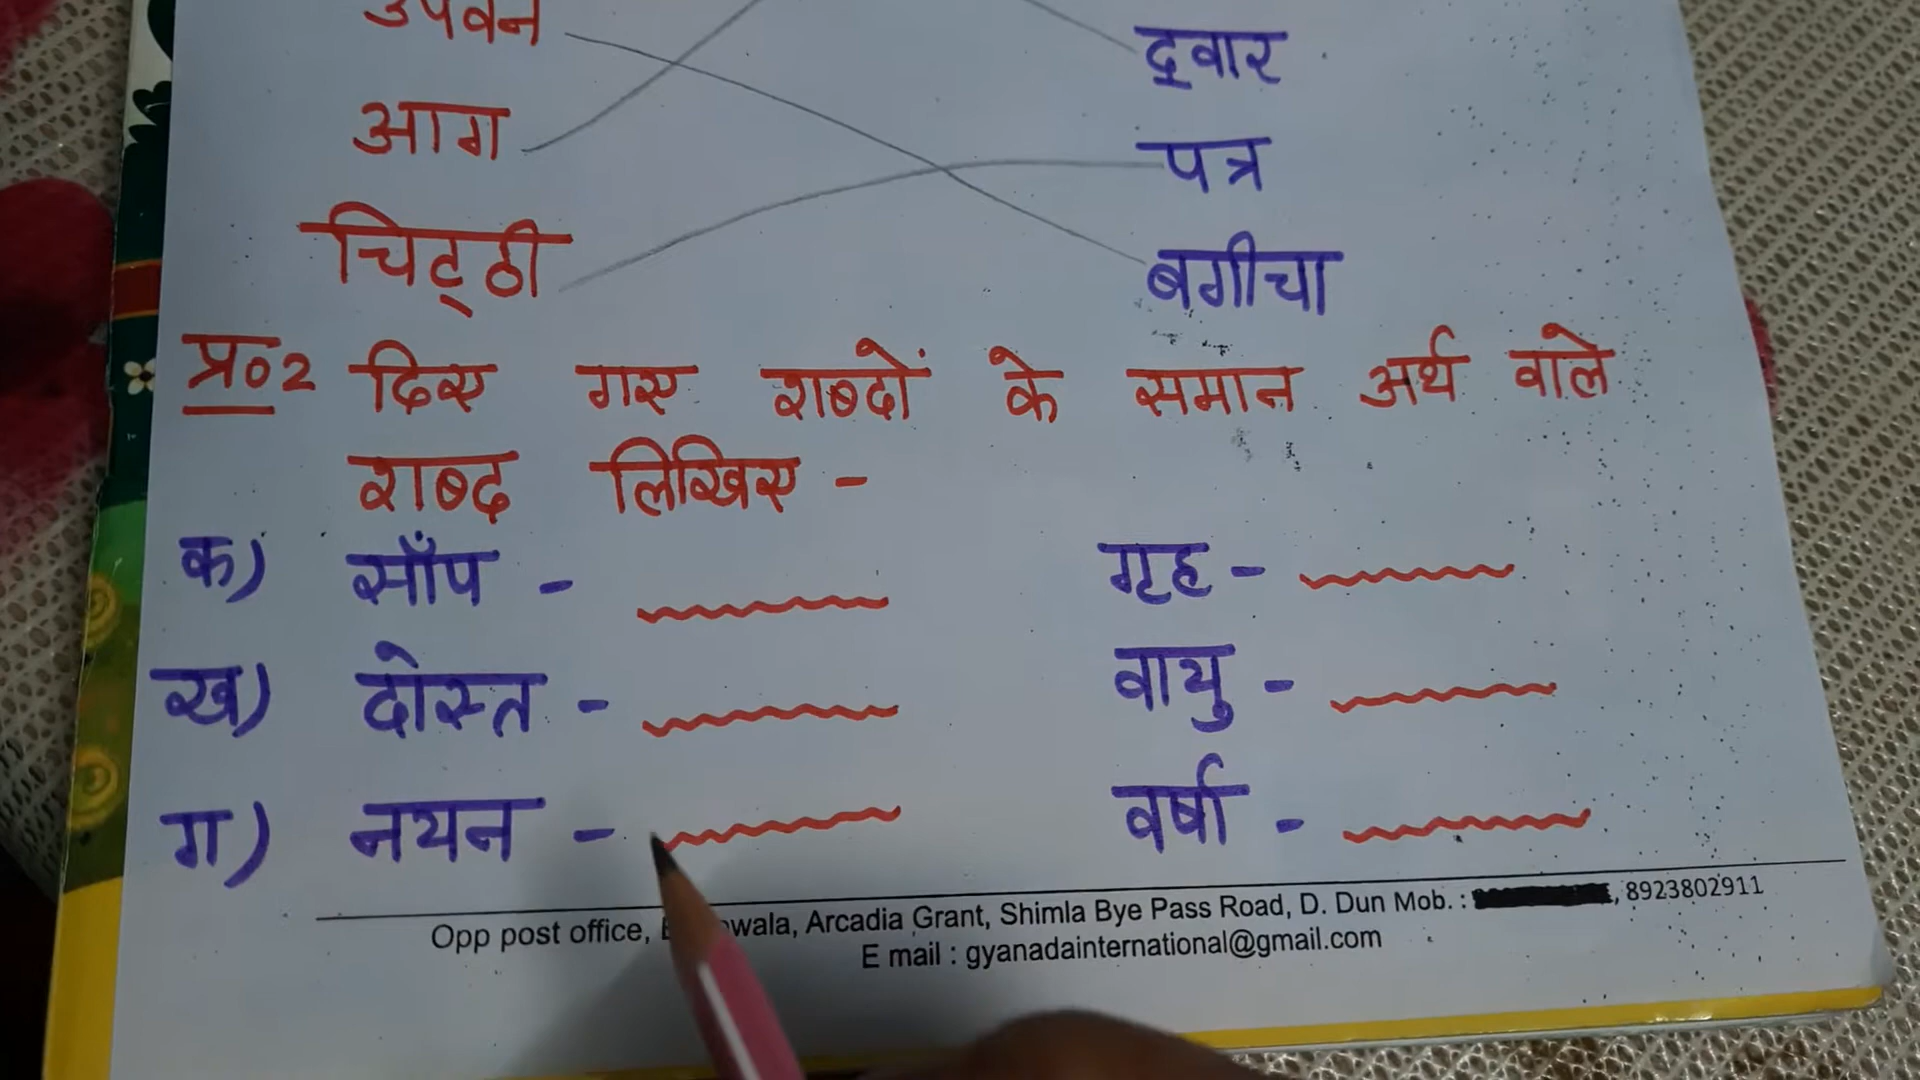 उपवन
द्वार
आग
पत्र
चिट्ठी
बगीचा
प्र०2 दिए गए शब्दों के समान अर्थ वाले
शब्द लिखिए -
क) साँप - गृह -
ख) दोस्त - वायु -
ग) नयन - वर्षा -
Opp post office, Arcadia Grant, Shimla Bye Pass Road, D. Dun Mob. : , 8923802911
E mail : gyanadainternational@gmail.com